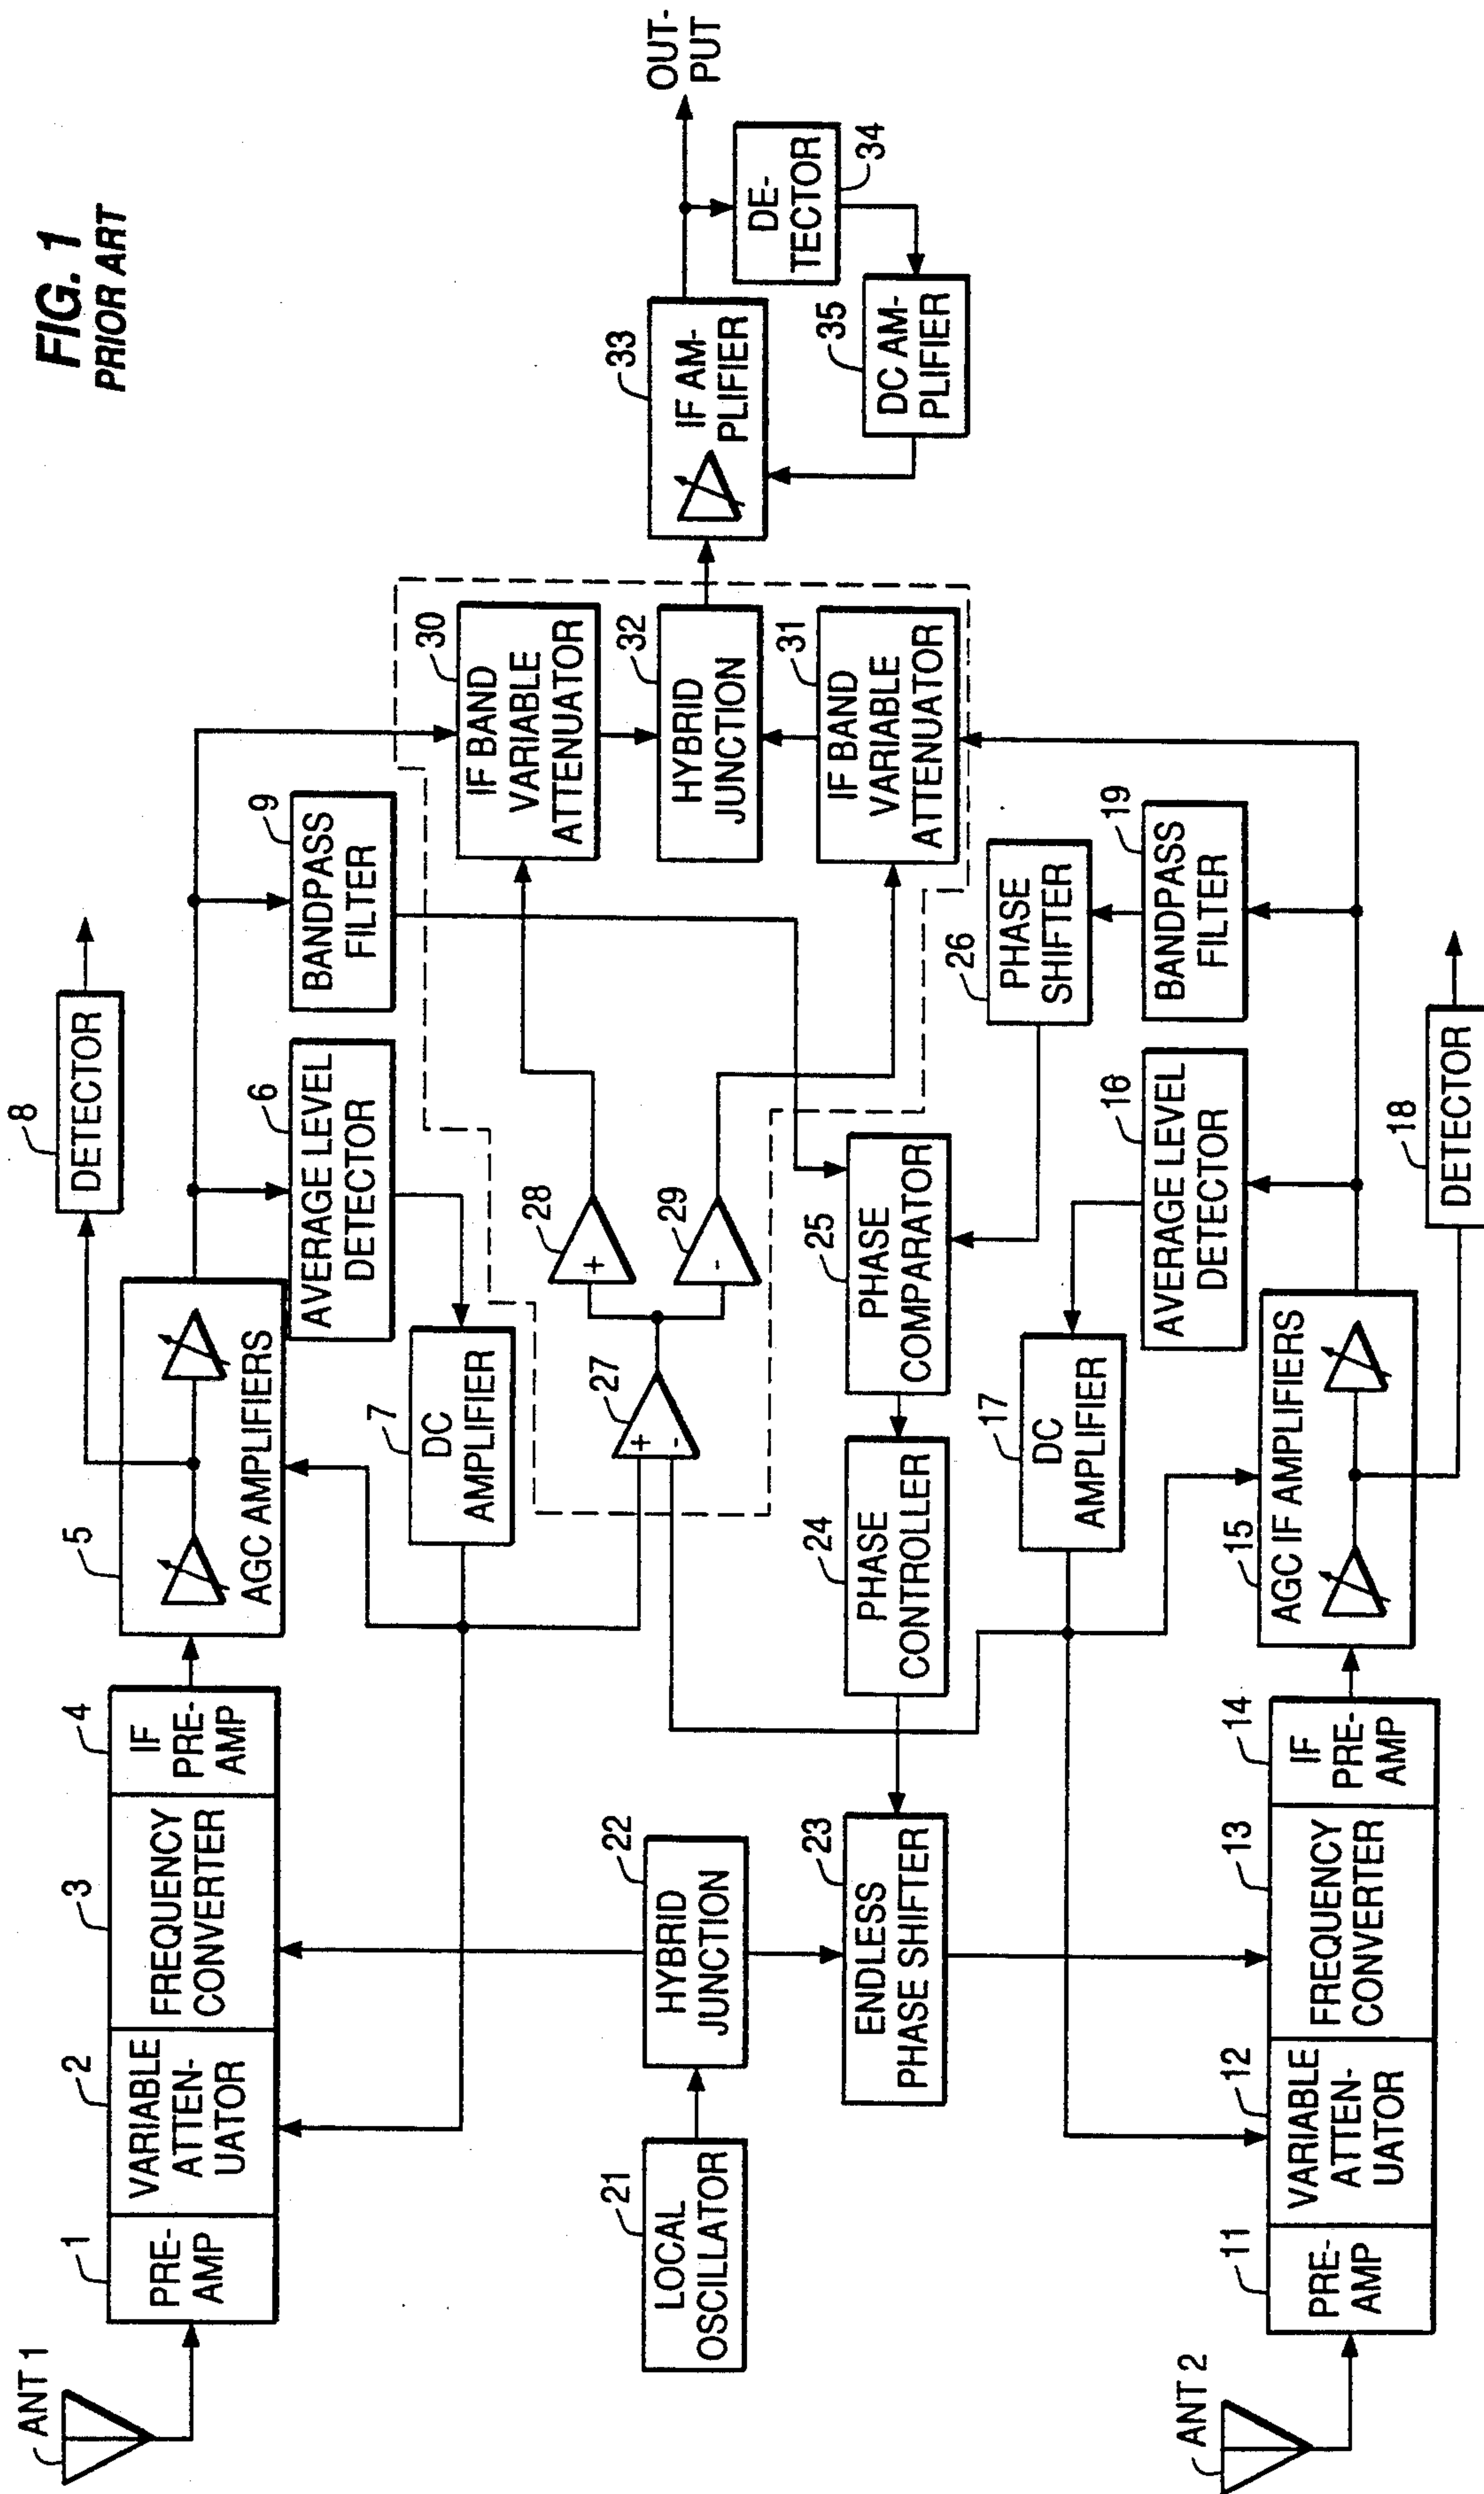 FIG. 1
PRIOR ART
ANT 1
1
PRE-
AMP
2
VARIABLE
ATTEN-
UATOR
3
FREQUENCY
CONVERTER
4
IF
PRE-
AMP
5
AGC AMPLIFIERS
8
DETECTOR
6
AVERAGE LEVEL
DETECTOR
9
BANDPASS
FILTER
7
DC
AMPLIFIER
27
+
-
28
+
29
-
30
IF BAND
VARIABLE
ATTENUATOR
32
HYBRID
JUNCTION
31
IF BAND
VARIABLE
ATTENUATOR
33
IF AM-
PLIFIER
OUT-
PUT
DE-
TECTOR
34
35
DC AM-
PLIFIER
21
LOCAL
OSCILLATOR
22
HYBRID
JUNCTION
23
ENDLESS
PHASE SHIFTER
24
PHASE
CONTROLLER
25
PHASE
COMPARATOR
26
PHASE
SHIFTER
17
DC
AMPLIFIER
16
AVERAGE LEVEL
DETECTOR
19
BANDPASS
FILTER
ANT 2
11
PRE-
AMP
12
VARIABLE
ATTEN-
UATOR
13
FREQUENCY
CONVERTER
14
IF
PRE-
AMP
15
AGC IF AMPLIFIERS
18
DETECTOR